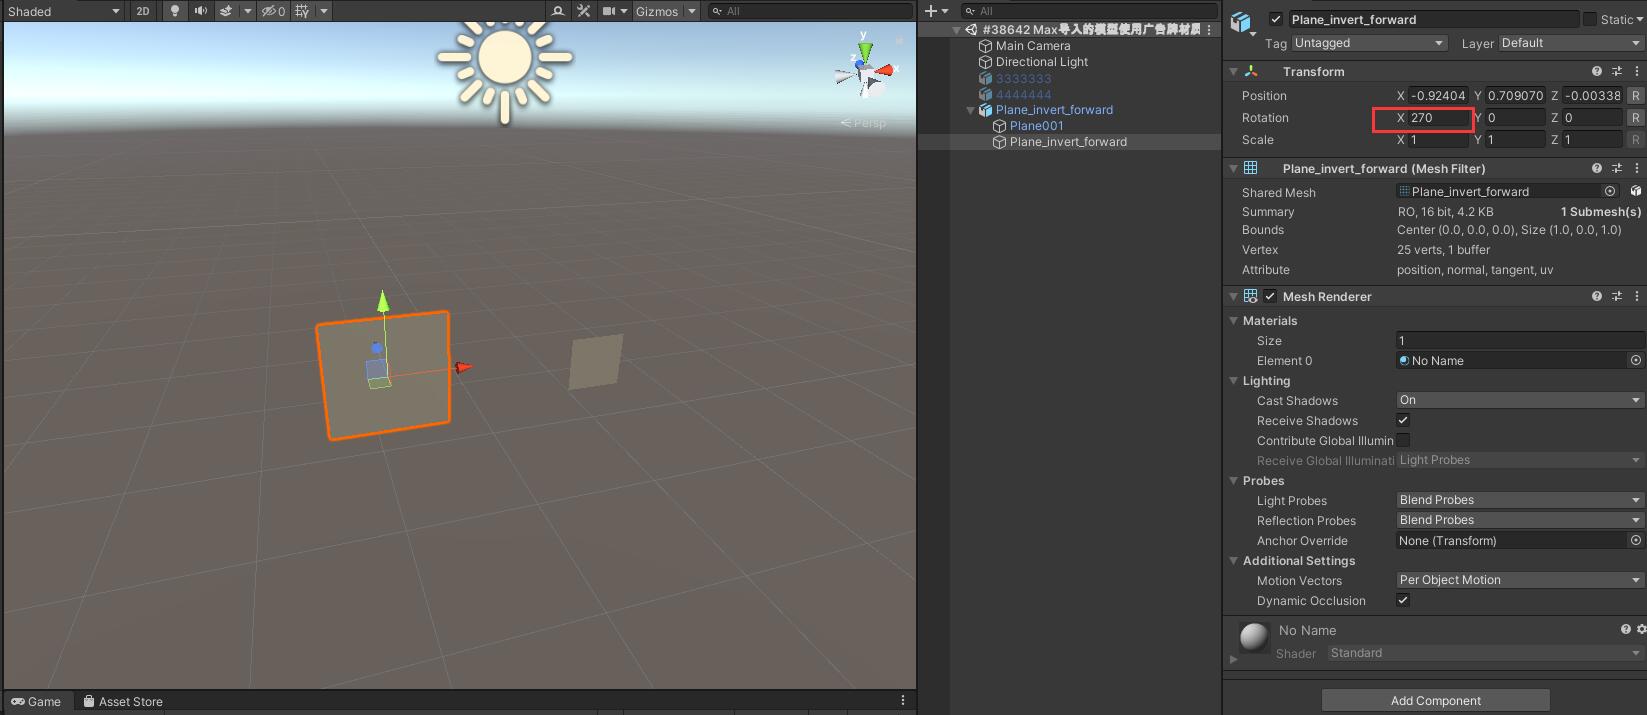 Shaded
2D
0
Gizmos
All
y
z
x
Persp
Game
Asset Store
All
#38642 Max导入的模型使用广告牌材质
Main Camera
Directional Light
3333333
4444444
Plane_invert_forward
Plane001
Plane_invert_forward
Plane_invert_forward
Static
Tag Untagged Layer Default
Transform
Position X -0.92404 Y 0.709070 Z -0.00338 R
Rotation X 270 Y 0 Z 0 R
Scale X 1 Y 1 Z 1 R
Plane_invert_forward (Mesh Filter)
Shared Mesh Plane_invert_forward
Summary RO, 16 bit, 4.2 KB 1 Submesh(s)
Bounds Center (0.0, 0.0, 0.0), Size (1.0, 0.0, 1.0)
Vertex 25 verts, 1 buffer
Attribute position, normal, tangent, uv
Mesh Renderer
Materials
Size 1
Element 0 No Name
Lighting
Cast Shadows On
Receive Shadows
Contribute Global Illumin
Receive Global Illuminati Light Probes
Probes
Light Probes Blend Probes
Reflection Probes Blend Probes
Anchor Override None (Transform)
Additional Settings
Motion Vectors Per Object Motion
Dynamic Occlusion
No Name
Shader Standard
Add Component